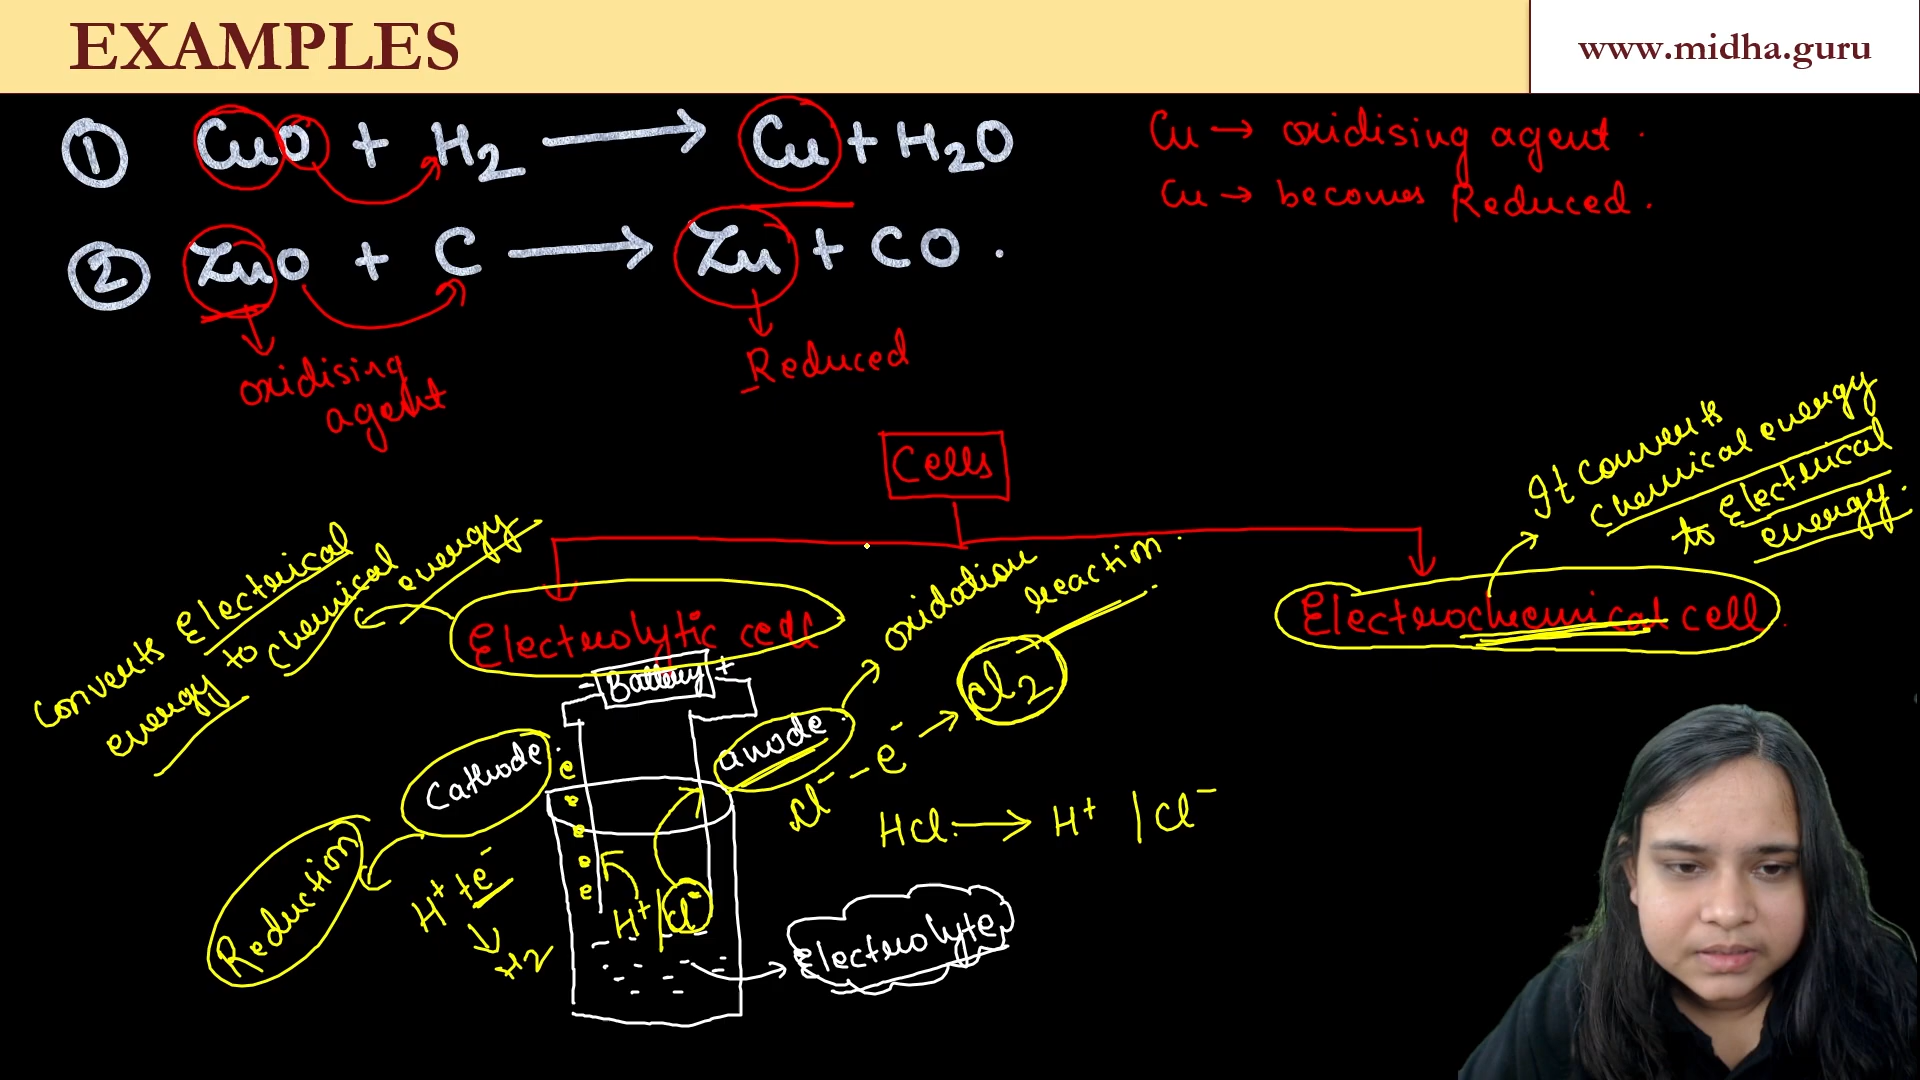 EXAMPLES
www.midha.guru
① CuO + H2 → Cu + H2O
Cu → oxidising agent.
Cu → becomes Reduced.
② ZnO + C → Zn + CO.
oxidising
agent
Reduced
Cells
It converts
chemical energy
to Electrical
energy.
converts Electrical
energy to chemical energy
Electrolytic cell
Electrochemical cell.
oxidation
reaction.
- Battery +
Cathode.
anode.
Cl⁻ - e⁻ → Cl2
HCl. → H⁺ / Cl⁻
Reduction
H⁺ + e⁻
↓
H2
e
e
e
e
e
H⁺ / Cl⁻
Electrolyte